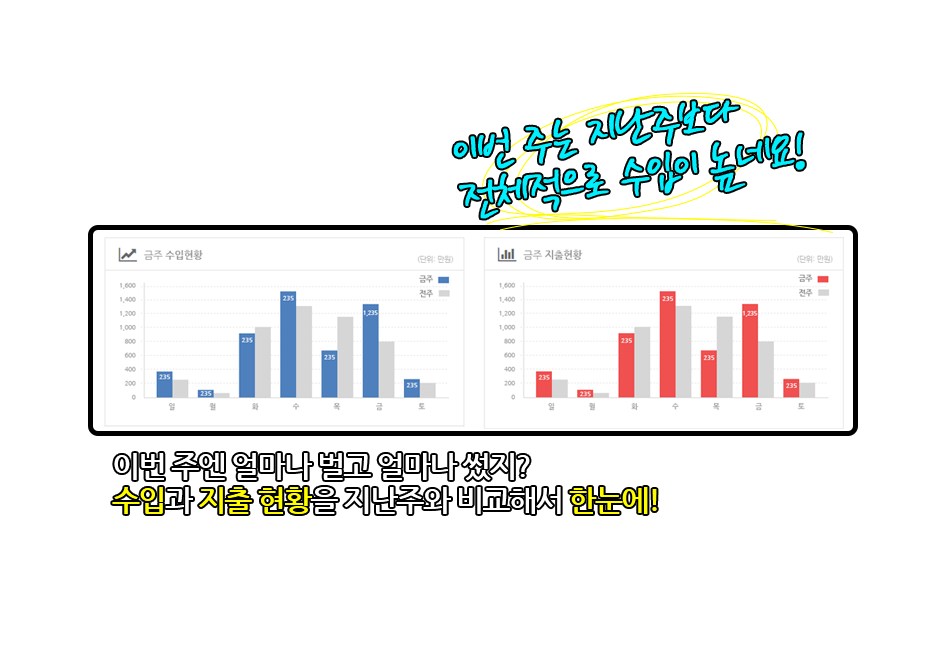 이번 주는 지난주보다
전체적으로 수입이 높네요!
금주 수입현황
(단위: 만원)
금주
전주
1,600
1,400
1,200
1,000
800
600
400
200
0
235
235
235
235
235
1,235
235
일 월 화 수 목 금 토
금주 지출현황
(단위: 만원)
금주
전주
1,600
1,400
1,200
1,000
800
600
400
200
0
235
235
235
235
235
1,235
235
일 월 화 수 목 금 토
이번 주엔 얼마나 벌고 얼마나 썼지?
수입과 지출 현황을 지난주와 비교해서 한눈에!